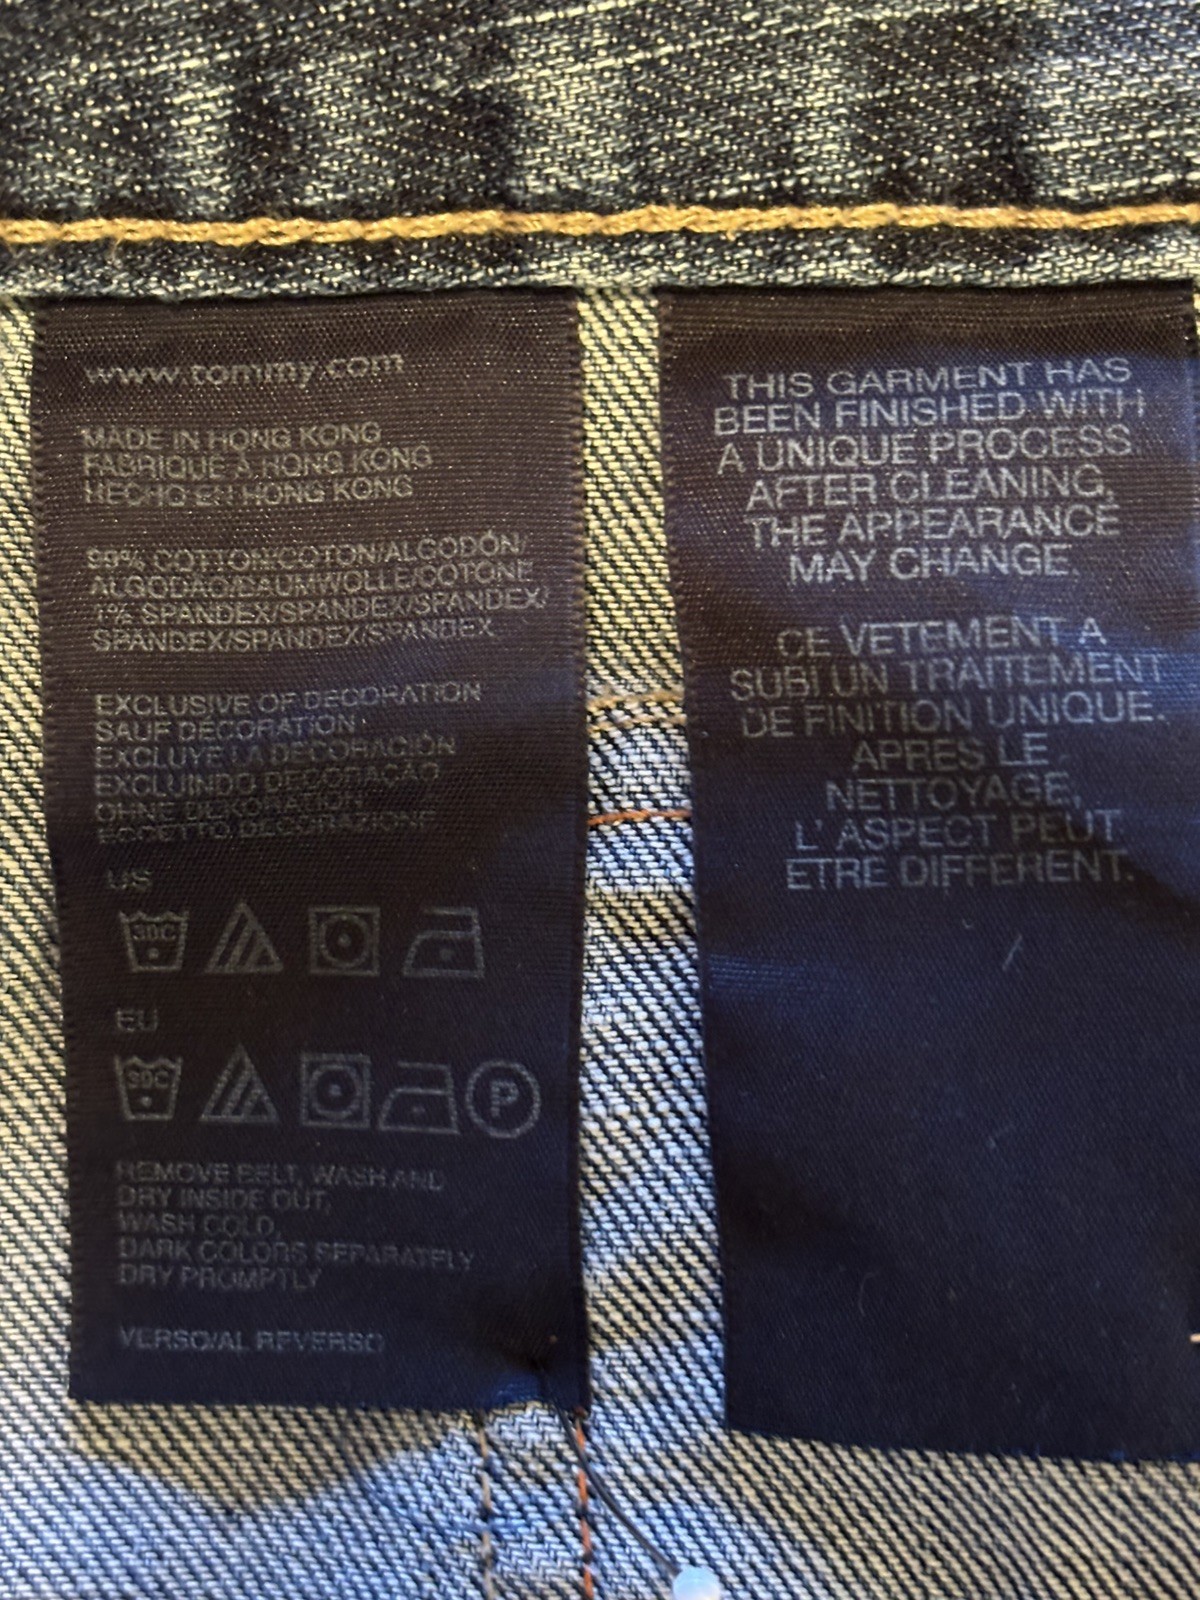 www.tommy.com
MADE IN HONG KONG
FABRIQUE À HONG KONG
HECHO EN HONG KONG
99% COTTON/COTON/ALGODÓN/
ALGODÃO/BAUMWOLLE/COTONE
1% SPANDEX/SPANDEX/SPANDEX/
SPANDEX/SPANDEX/SPANDEX
EXCLUSIVE OF DECORATION
SAUF DÉCORATION
EXCLUYE LA DECORACIÓN
EXCLUINDO DECORAÇÃO
OHNE DEKORATION
ECCETTO DECORAZIONE
US
30C
EU
30C P
REMOVE BELT, WASH AND
DRY INSIDE OUT,
WASH COLD,
DARK COLORS SEPARATELY
DRY PROMPTLY
VERSO/AL REVERSO
THIS GARMENT HAS
BEEN FINISHED WITH
A UNIQUE PROCESS.
AFTER CLEANING,
THE APPEARANCE
MAY CHANGE.
CE VETEMENT A
SUBI UN TRAITEMENT
DE FINITION UNIQUE.
APRES LE
NETTOYAGE,
L' ASPECT PEUT
ETRE DIFFERENT.